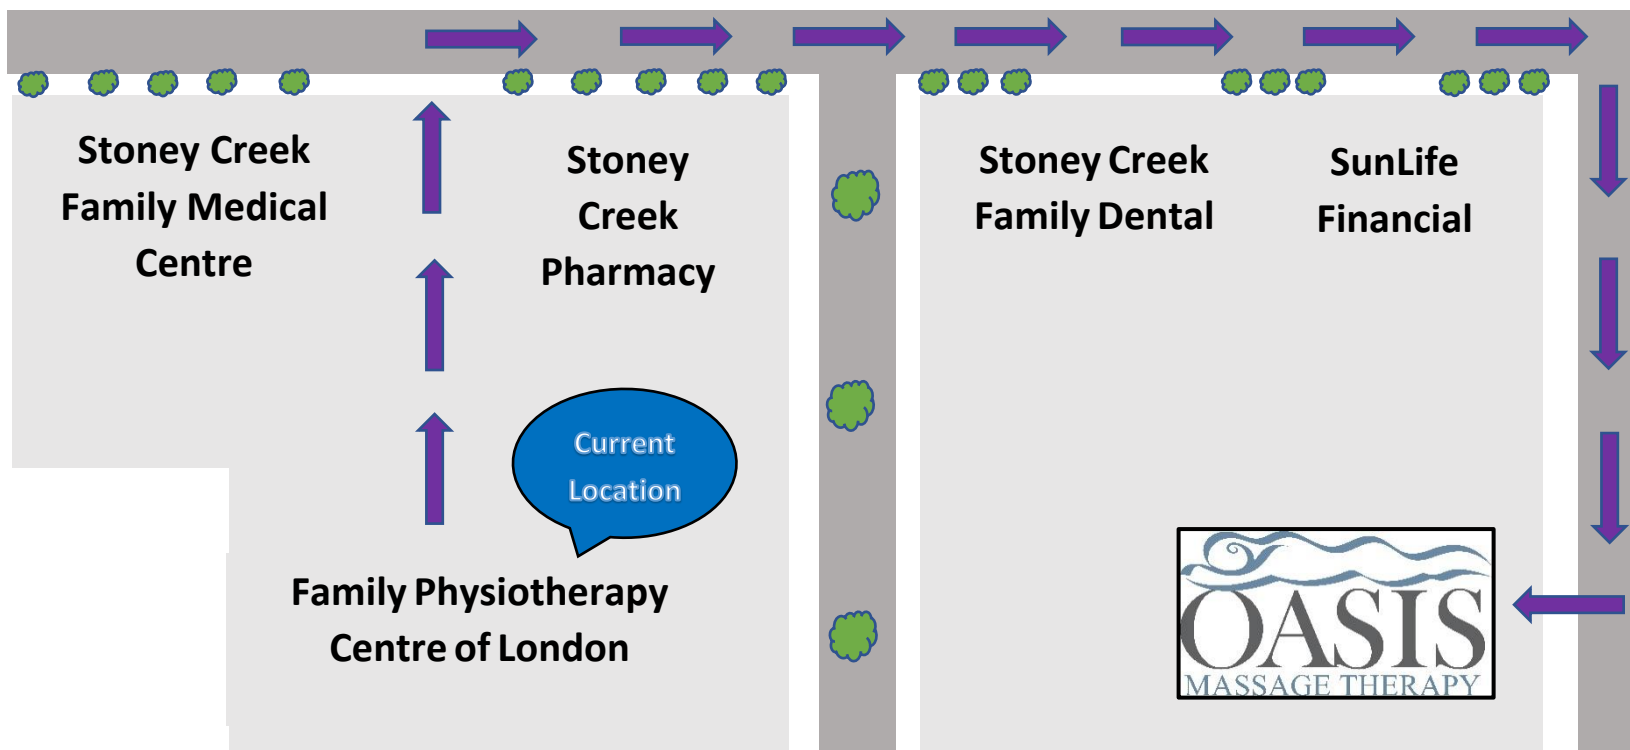 Stoney Creek
Family Medical
Centre
Stoney
Creek
Pharmacy
Stoney Creek
Family Dental
SunLife
Financial
Current
Location
Family Physiotherapy
Centre of London
OASIS
MASSAGE THERAPY